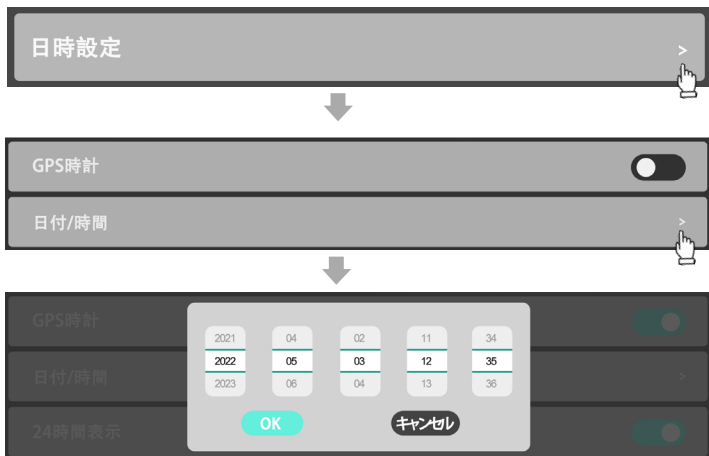 日時設定 >
GPS時計
日付/時間 >
GPS時計
日付/時間 >
24時間表示
2021 04 02 11 34
2022 05 03 12 35
2023 06 04 13 36
OK キャンセル